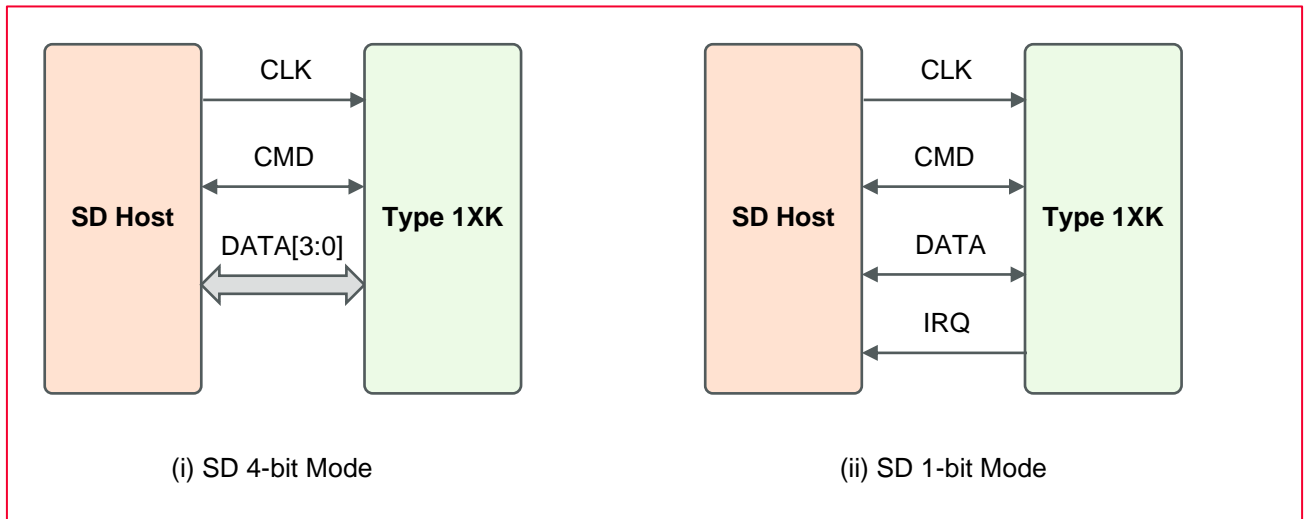 CLK
CMD
SD Host
Type 1XK
DATA[3:0]
(i) SD 4-bit Mode
CLK
CMD
SD Host
Type 1XK
DATA
IRQ
(ii) SD 1-bit Mode